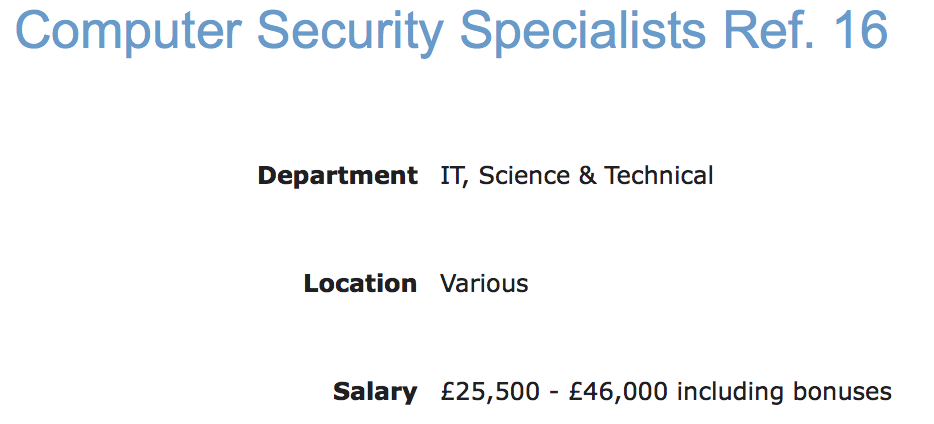 Computer Security Specialists Ref. 16
Department IT, Science & Technical
Location Various
Salary £25,500 - £46,000 including bonuses